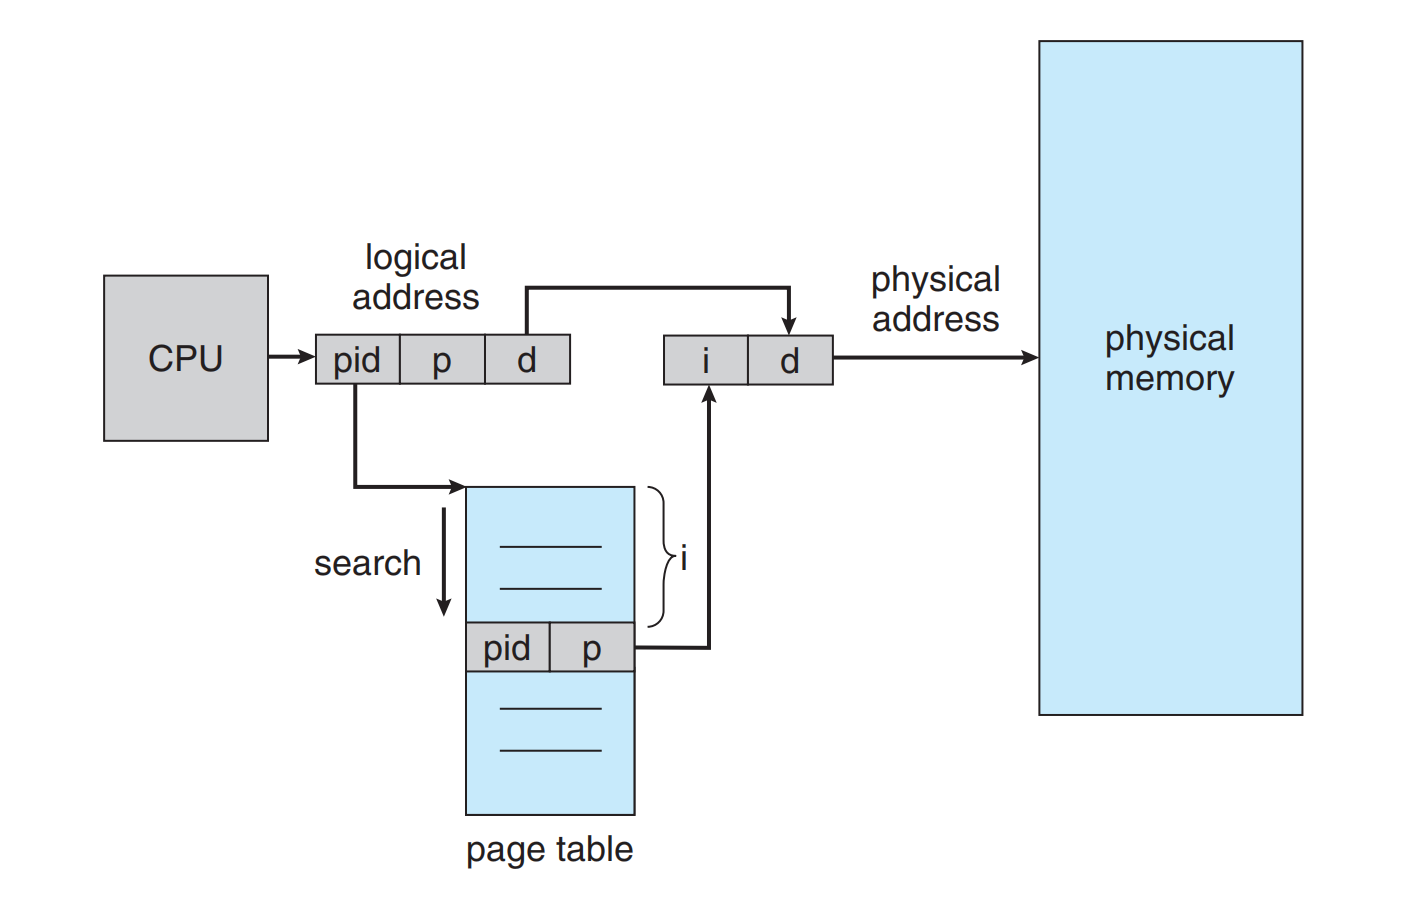 logical
address
physical
address
CPU
pid
p
d
i
d
physical
memory
search
i
pid
p
page table